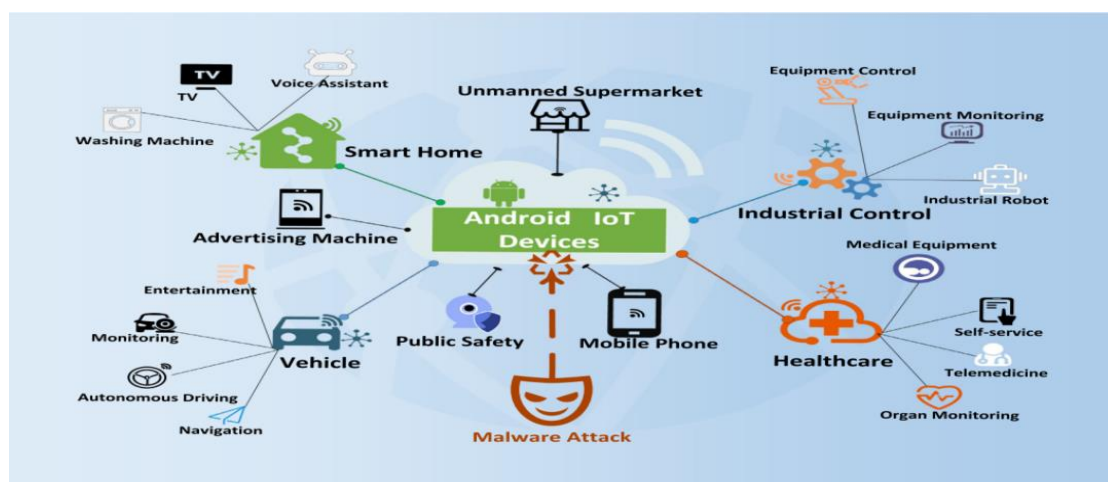 TV
TV
Voice Assistant
Washing Machine
Smart Home
Unmanned Supermarket
Equipment Control
Equipment Monitoring
Industrial Robot
Industrial Control
Android IoT
Devices
Advertising Machine
Medical Equipment
Self-service
Telemedicine
Organ Monitoring
Healthcare
Entertainment
Monitoring
Autonomous Driving
Navigation
Vehicle
Public Safety
Mobile Phone
Malware Attack